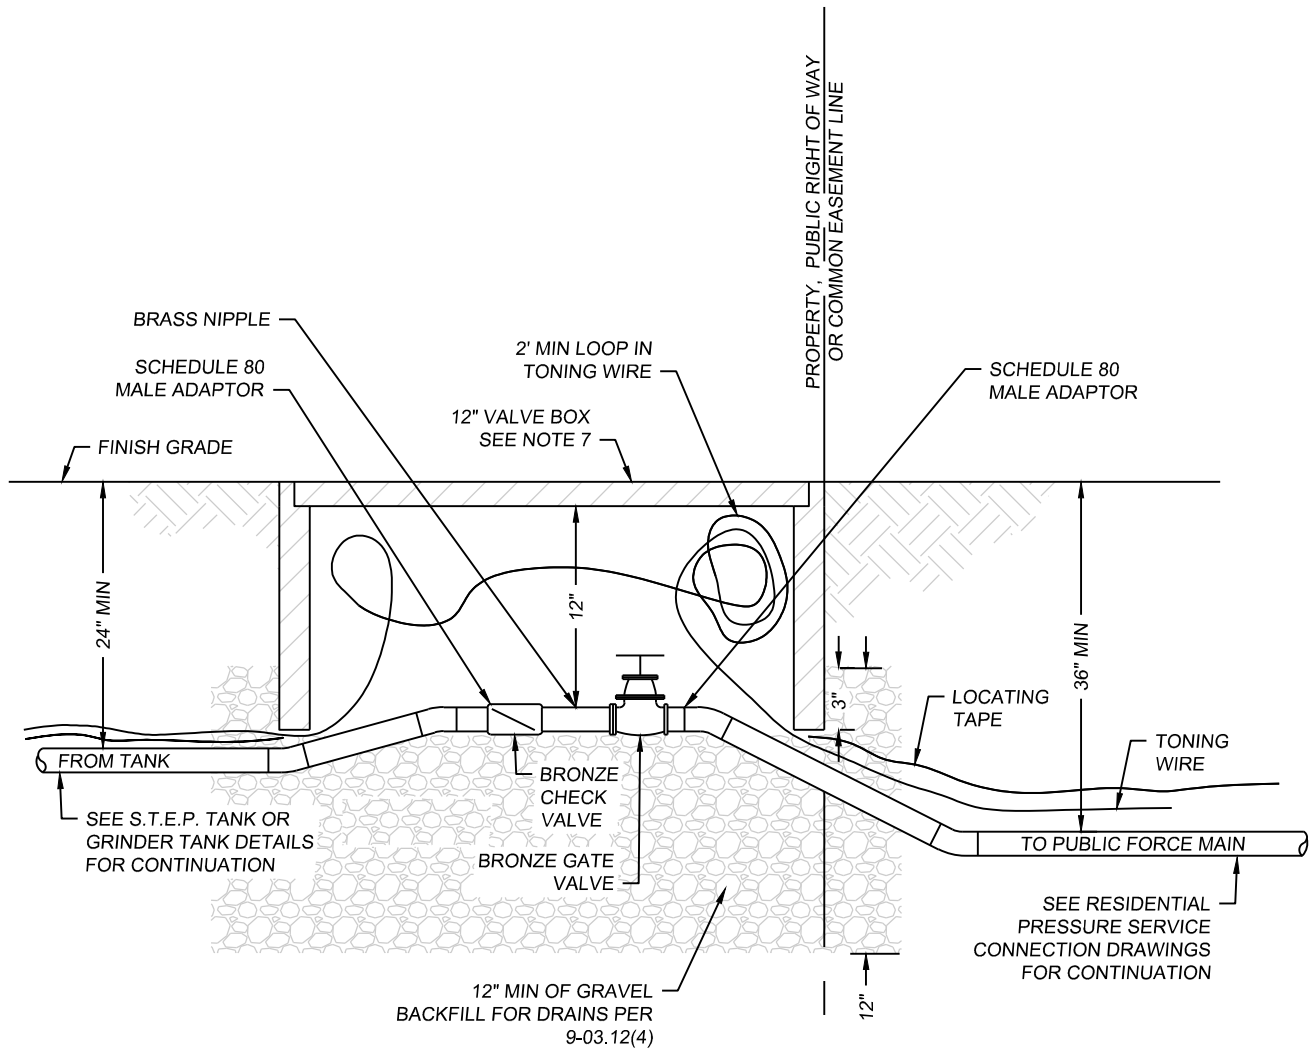 PROPERTY, PUBLIC RIGHT OF WAY
OR COMMON EASEMENT LINE
BRASS NIPPLE
SCHEDULE 80
MALE ADAPTOR
2' MIN LOOP IN
TONING WIRE
SCHEDULE 80
MALE ADAPTOR
12" VALVE BOX
SEE NOTE 7
FINISH GRADE
24" MIN
12"
36" MIN
3"
LOCATING
TAPE
TONING
WIRE
FROM TANK
BRONZE
CHECK
VALVE
SEE S.T.E.P. TANK OR
GRINDER TANK DETAILS
FOR CONTINUATION
TO PUBLIC FORCE MAIN
BRONZE GATE
VALVE
SEE RESIDENTIAL
PRESSURE SERVICE
CONNECTION DRAWINGS
FOR CONTINUATION
12" MIN OF GRAVEL
BACKFILL FOR DRAINS PER
9-03.12(4)
12"